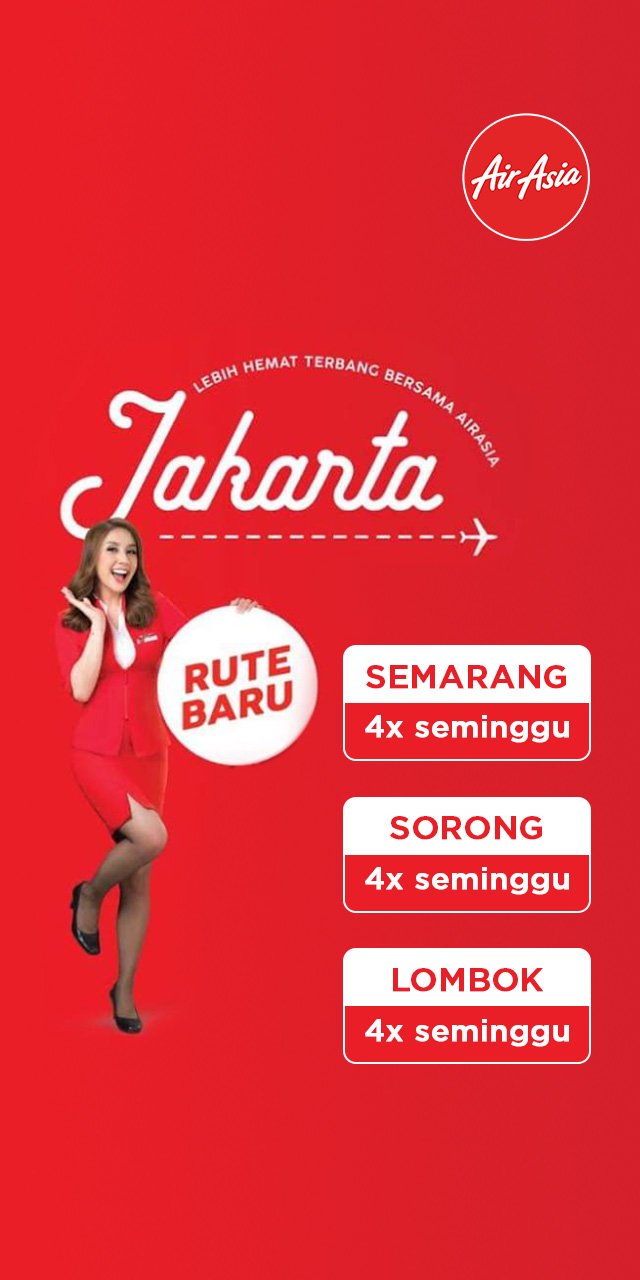 AirAsia
LEBIH HEMAT TERBANG BERSAMA AIRASIA
Jakarta
RUTE
BARU
SEMARANG
4x seminggu
SORONG
4x seminggu
LOMBOK
4x seminggu